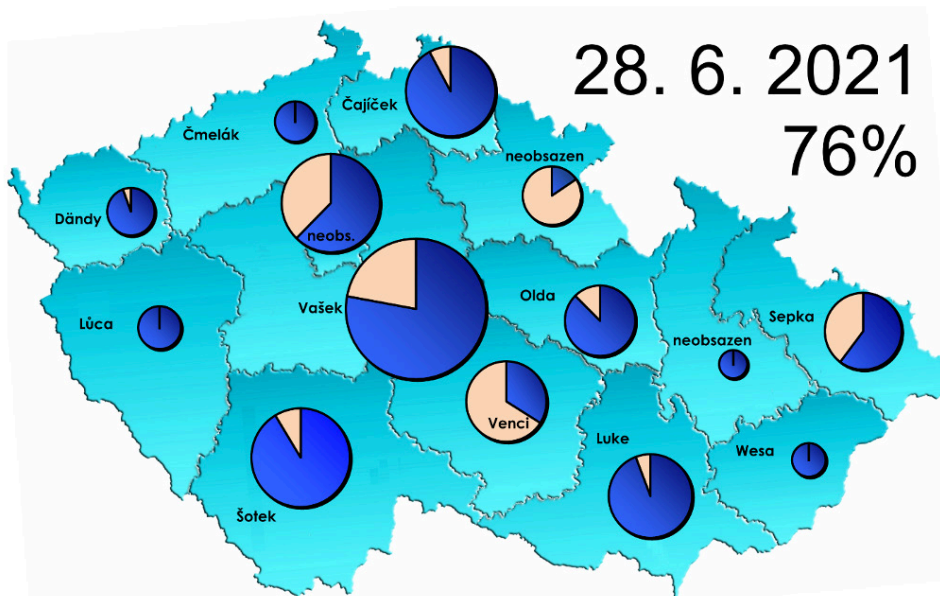 28. 6. 2021
76%
Čajíček
Čmelák
neobsazen
Dändy
neobs.
Vašek
Olda
Lůca
Sepka
neobsazen
Venci
Luke
Wesa
Šotek